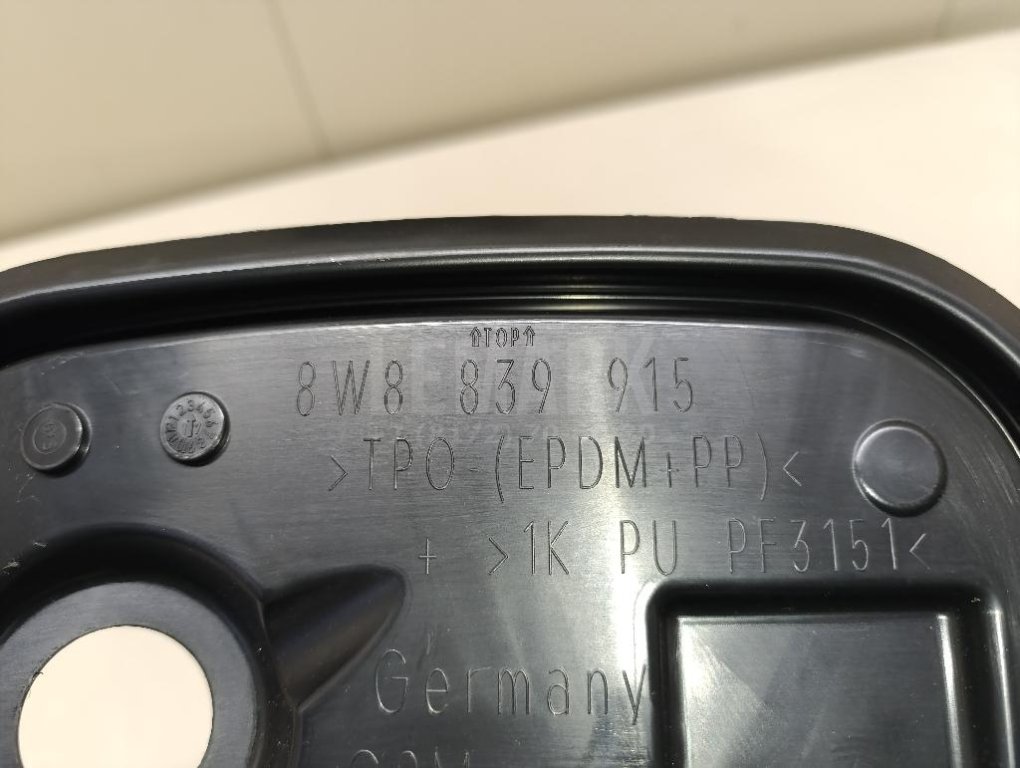 ⇧TOP⇧
8W8 839 915
>TPO-(EPDM+PP)<
+ >1K PU PF3151<
Germany